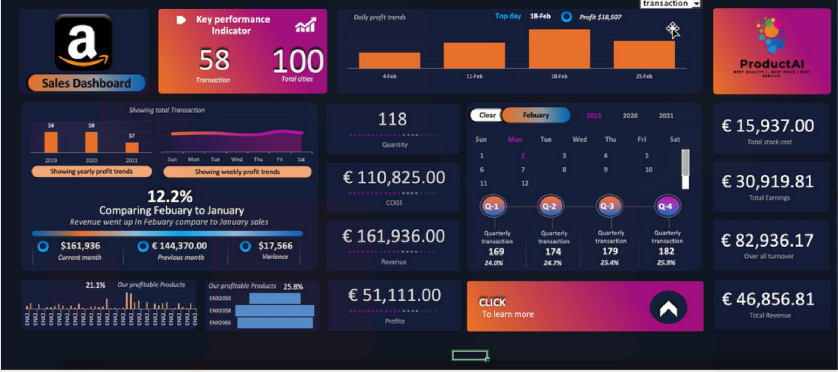 transaction
a
Sales Dashboard
Key performance
Indicator
58
Transaction
100
Total cities
Daily profit trends
Top day
18-Feb
Profit $18,507
4-Feb
11-Feb
18-Feb
25-Feb
ProductAI
Showing total Transaction
58
58
57
2019
2020
2021
Showing yearly profit trends
Sun Mon Tue Wed Thu Fri Sat
Showing weekly profit trends
12.2%
Comparing Febuary to January
Revenue went up in Febuary compare to January sales
$161,936
Current month
€ 144,370.00
Previous month
$17,566
Variance
118
Quantity
€ 110,825.00
COGS
€ 161,936.00
Revenue
€ 51,111.00
Profite
Clear
Febuary
2019
2020
2021
Sun Mon Tue Wed Thu Fri Sat
1 2 3 4 5
6 7 8 9 10
11 12
Q-1
Q-2
Q-3
Q-4
Quarterly
transaction
169
24.0%
Quarterly
transaction
174
24.7%
Quarterly
transaction
179
25.4%
Quarterly
transaction
182
25.9%
€ 15,937.00
Total stock cost
€ 30,919.81
Total Earnings
€ 82,936.17
Over all turnover
€ 46,856.81
Total Revenue
21.1%
Our profitable Products
Our profitable Products
25.8%
CLICK
To learn more